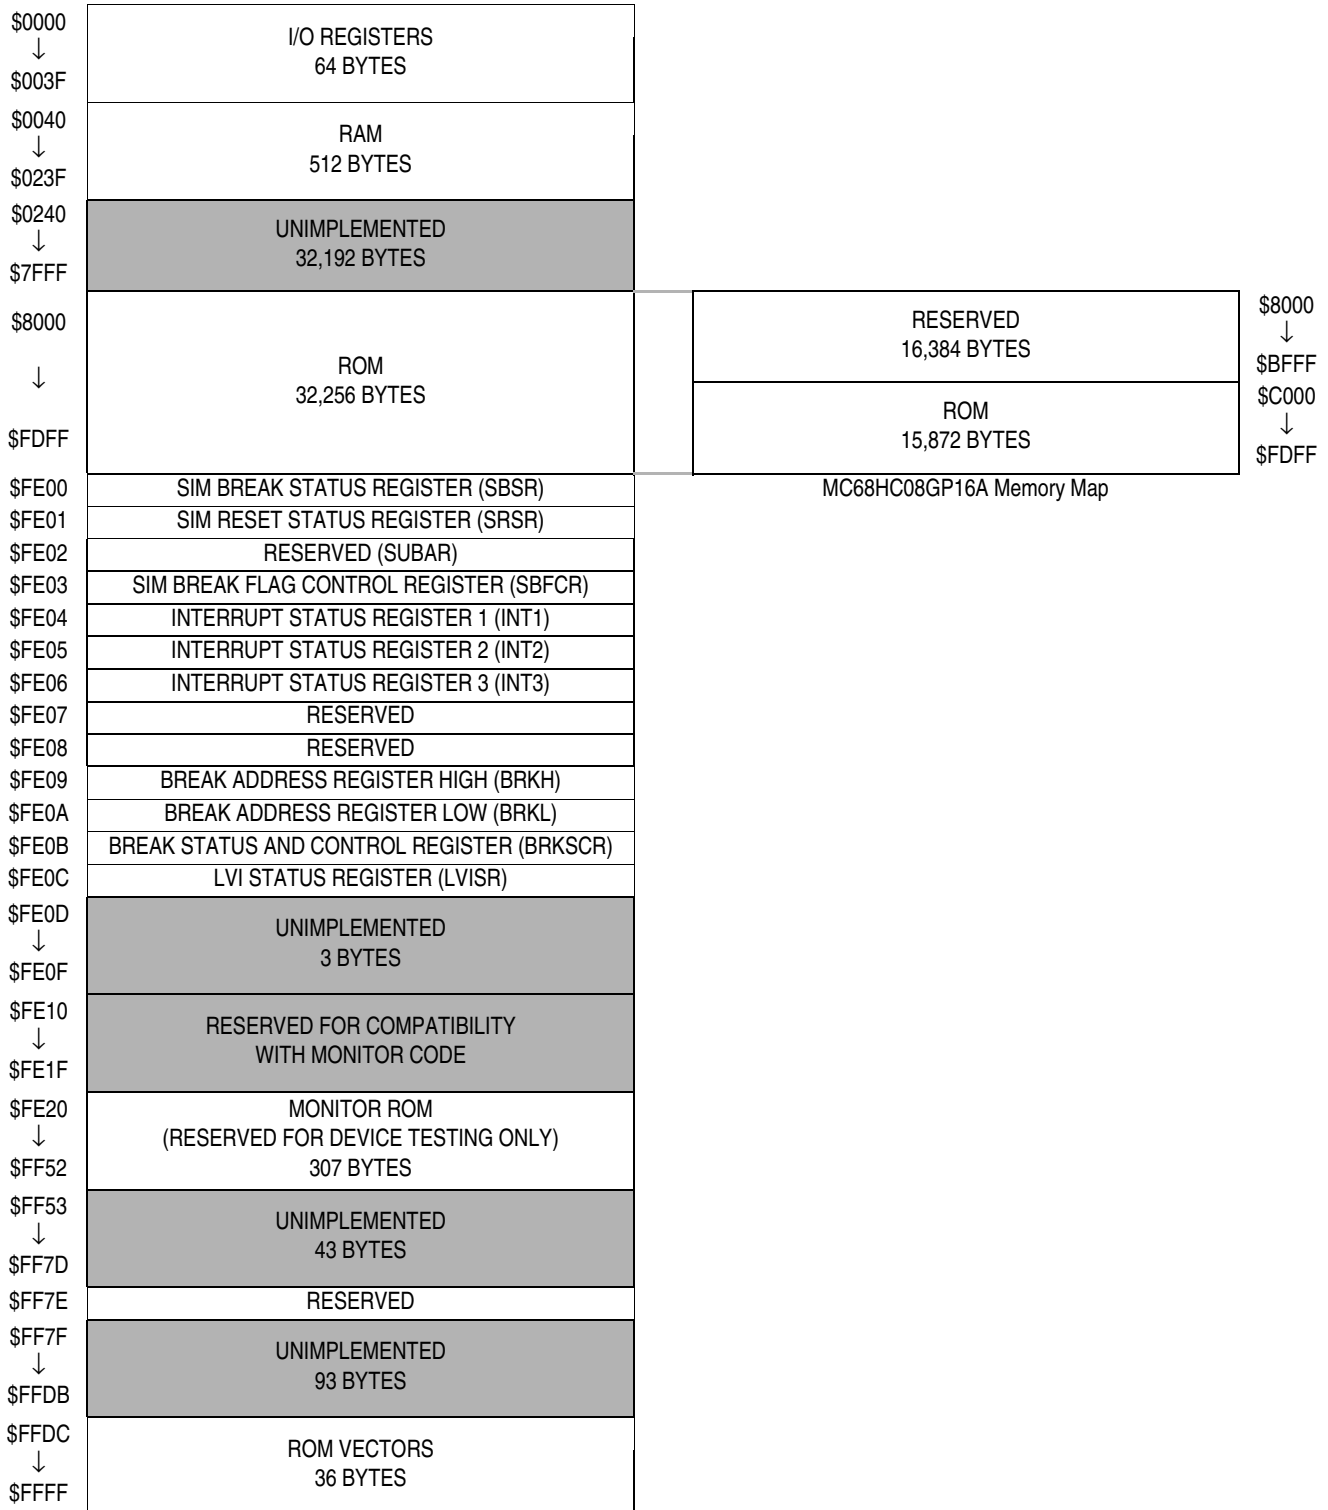 $0000
↓
$003F
I/O REGISTERS
64 BYTES
$0040
↓
$023F
RAM
512 BYTES
$0240
↓
$7FFF
UNIMPLEMENTED
32,192 BYTES
$8000
↓
$FDFF
ROM
32,256 BYTES
RESERVED
16,384 BYTES
$8000
↓
$BFFF
ROM
15,872 BYTES
$C000
↓
$FDFF
MC68HC08GP16A Memory Map
$FE00 SIM BREAK STATUS REGISTER (SBSR)
$FE01 SIM RESET STATUS REGISTER (SRSR)
$FE02 RESERVED (SUBAR)
$FE03 SIM BREAK FLAG CONTROL REGISTER (SBFCR)
$FE04 INTERRUPT STATUS REGISTER 1 (INT1)
$FE05 INTERRUPT STATUS REGISTER 2 (INT2)
$FE06 INTERRUPT STATUS REGISTER 3 (INT3)
$FE07 RESERVED
$FE08 RESERVED
$FE09 BREAK ADDRESS REGISTER HIGH (BRKH)
$FE0A BREAK ADDRESS REGISTER LOW (BRKL)
$FE0B BREAK STATUS AND CONTROL REGISTER (BRKSCR)
$FE0C LVI STATUS REGISTER (LVISR)
$FE0D
↓
$FE0F
UNIMPLEMENTED
3 BYTES
$FE10
↓
$FE1F
RESERVED FOR COMPATIBILITY
WITH MONITOR CODE
$FE20
↓
$FF52
MONITOR ROM
(RESERVED FOR DEVICE TESTING ONLY)
307 BYTES
$FF53
↓
$FF7D
UNIMPLEMENTED
43 BYTES
$FF7E RESERVED
$FF7F
↓
$FFDB
UNIMPLEMENTED
93 BYTES
$FFDC
↓
$FFFF
ROM VECTORS
36 BYTES